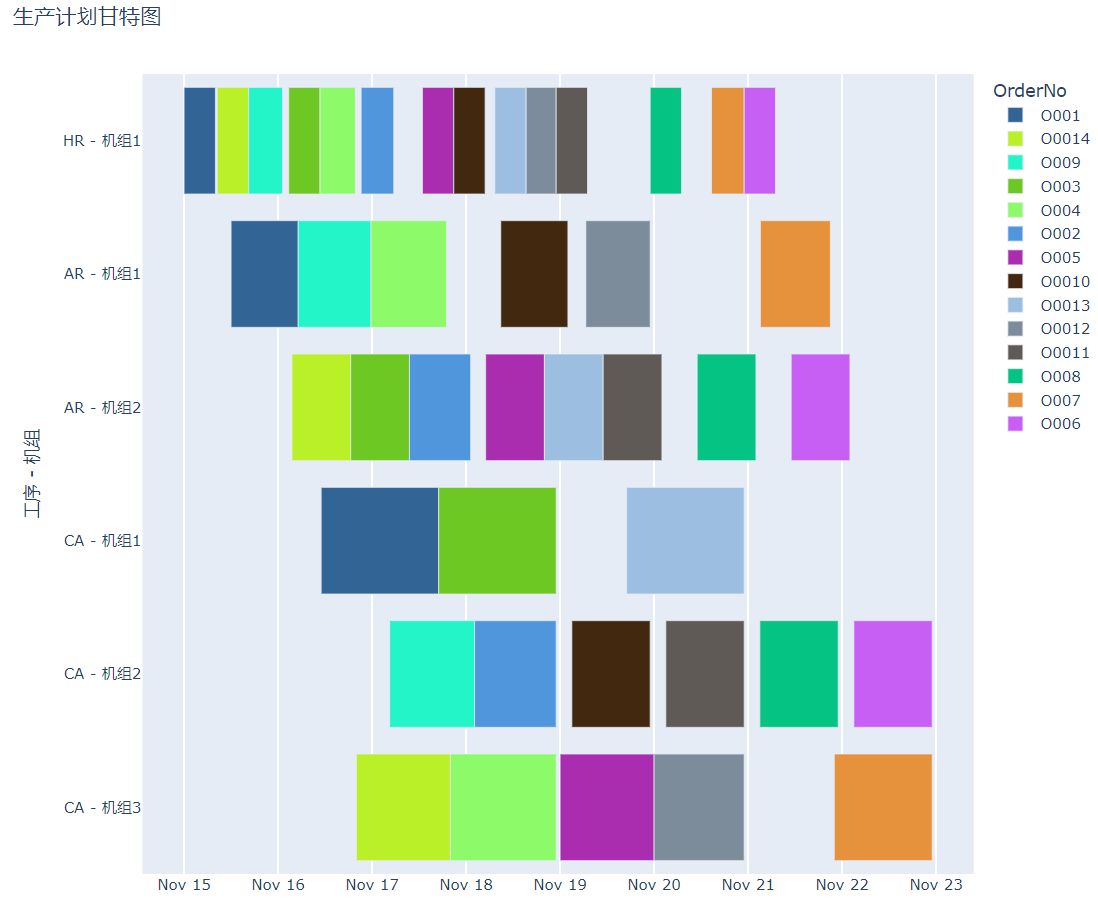 生产计划甘特图
OrderNo
O001
O0014
O009
O003
O004
O002
O005
O0010
O0013
O0012
O0011
O008
O007
O006
工序 - 机组
HR - 机组1
AR - 机组1
AR - 机组2
CA - 机组1
CA - 机组2
CA - 机组3
Nov 15
Nov 16
Nov 17
Nov 18
Nov 19
Nov 20
Nov 21
Nov 22
Nov 23